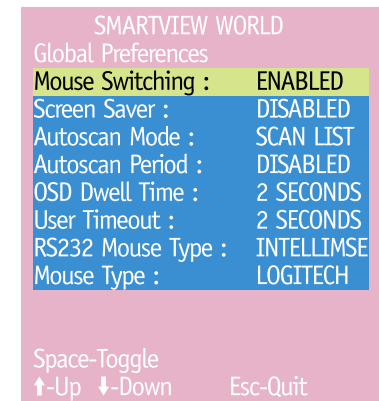 SMARTVIEW WORLD
Global Preferences
Mouse Switching : ENABLED
Screen Saver : DISABLED
Autoscan Mode : SCAN LIST
Autoscan Period : DISABLED
OSD Dwell Time : 2 SECONDS
User Timeout : 2 SECONDS
RS232 Mouse Type : INTELLIMSE
Mouse Type : LOGITECH
Space-Toggle
⬆-Up ⬇-Down Esc-Quit